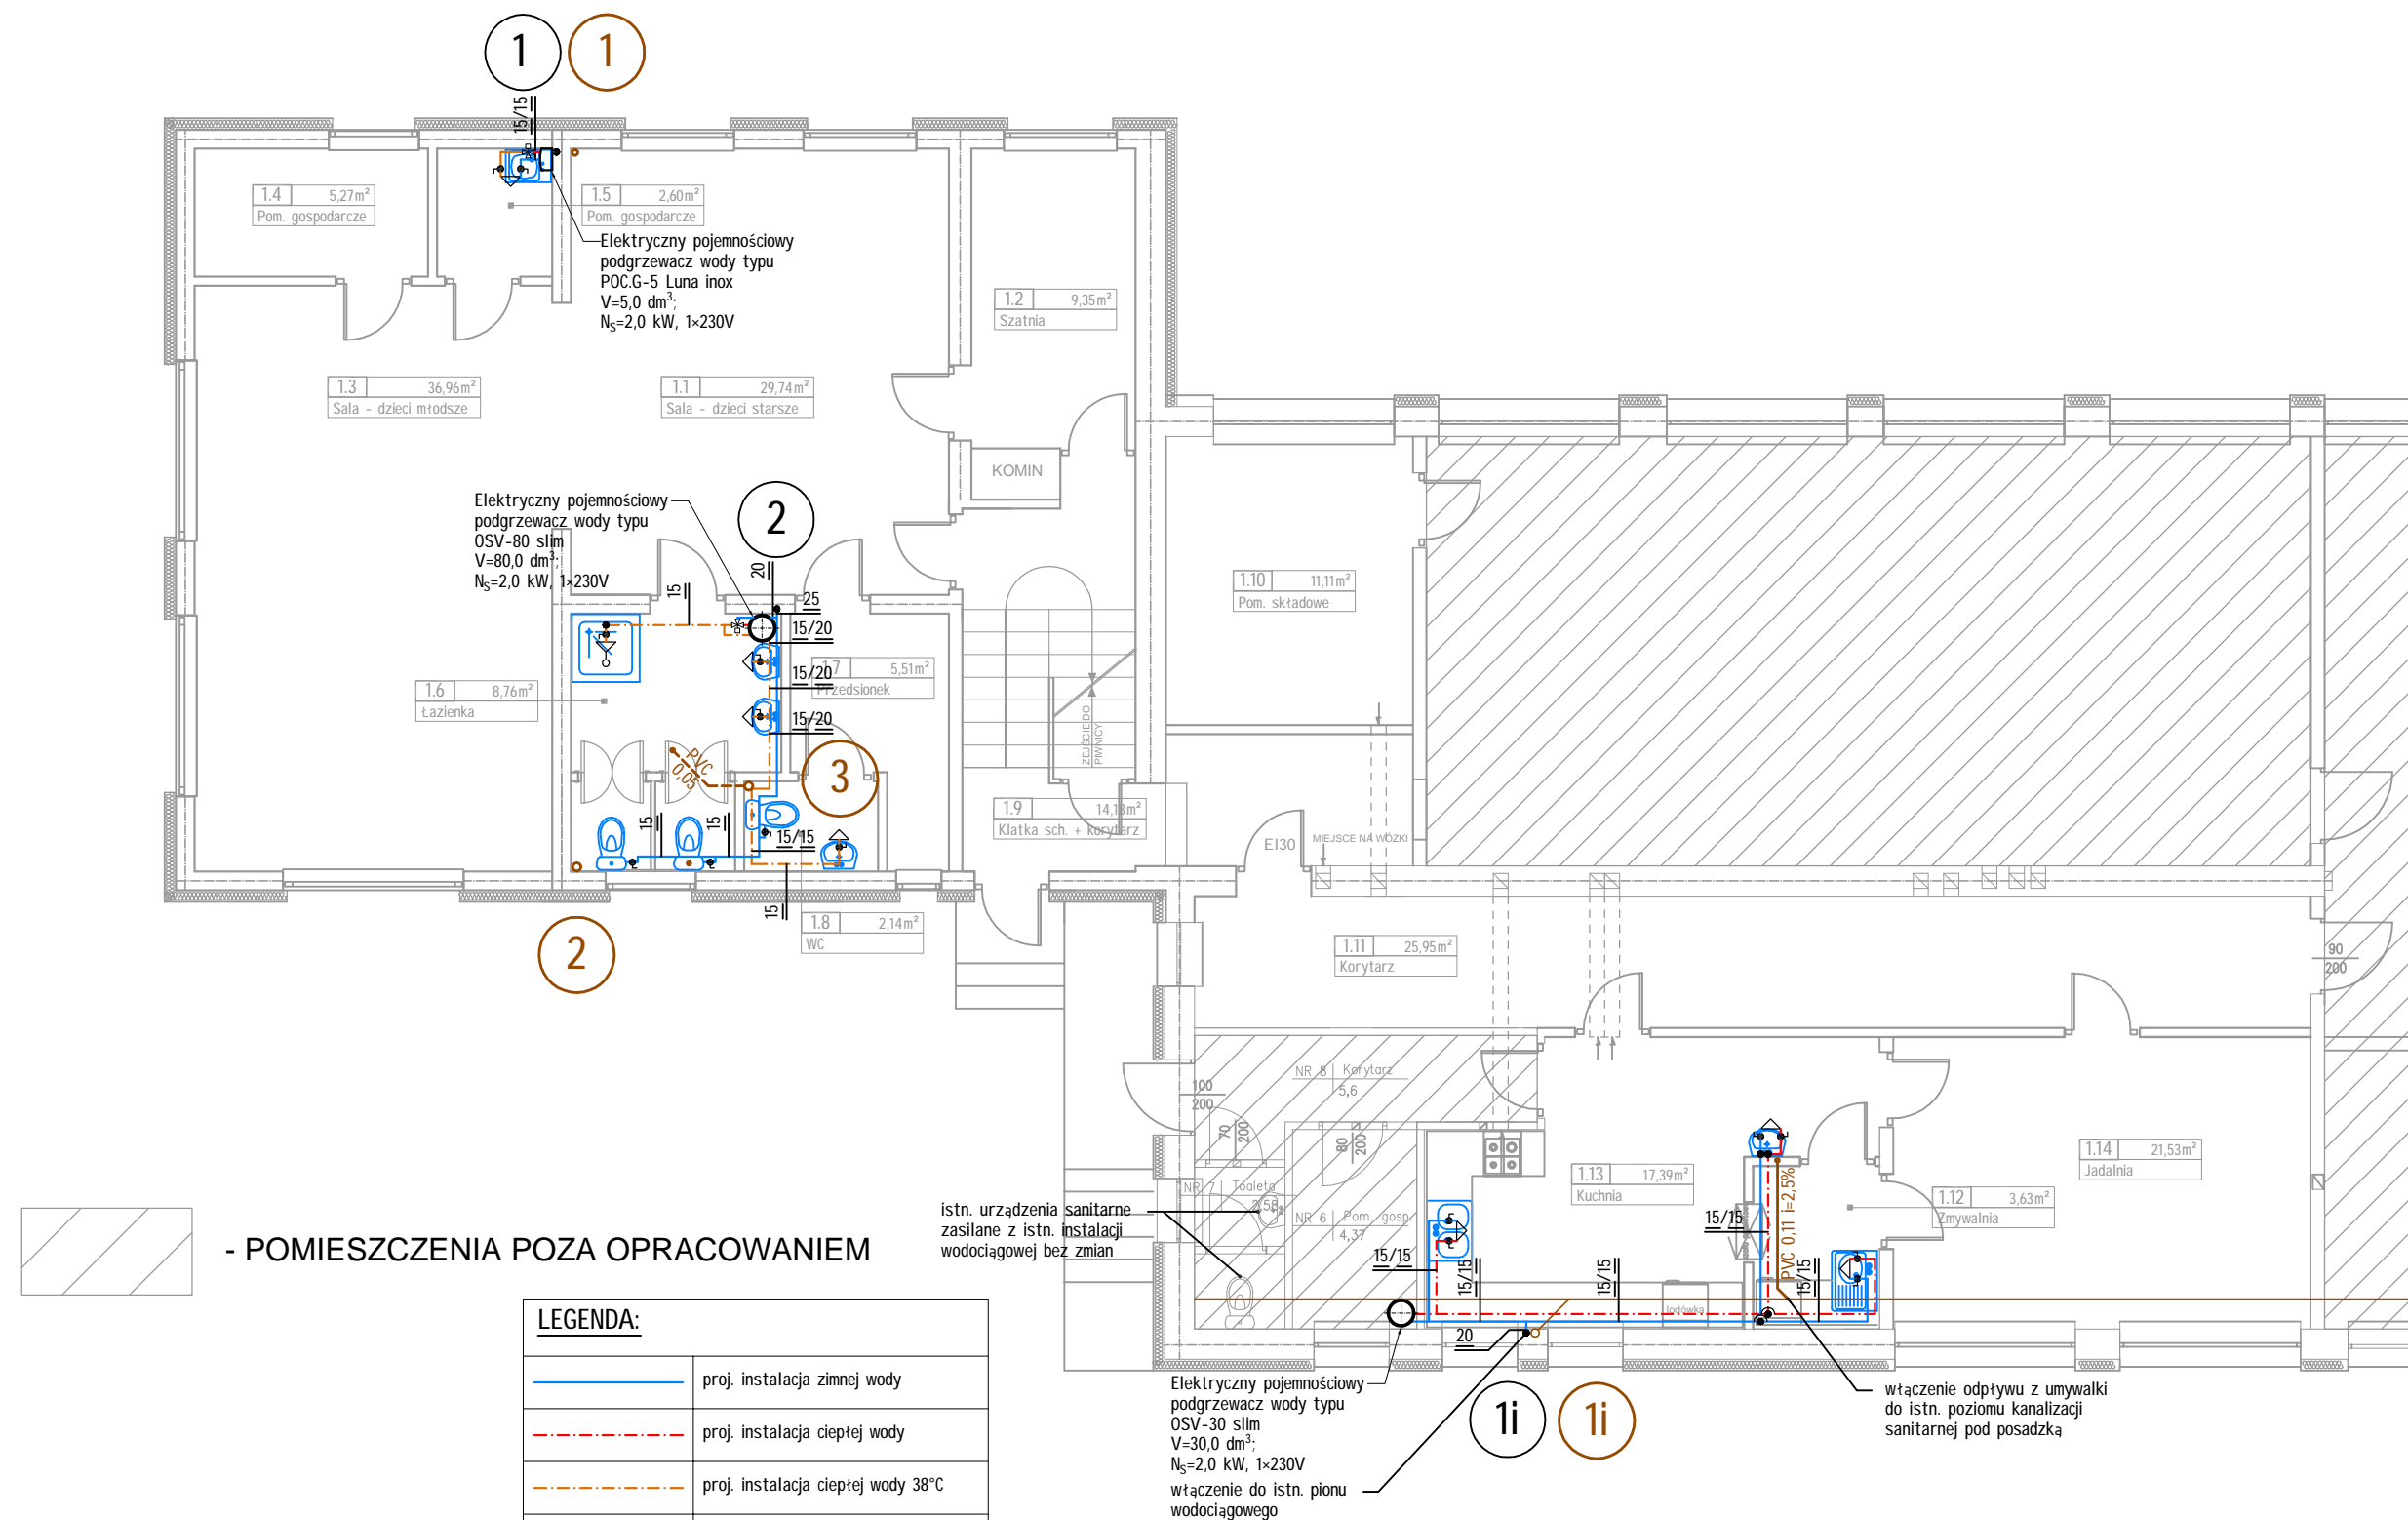 1
1
15/15
1.4 5,27m²
Pom. gospodarcze
1.5 2,60m²
Pom. gospodarcze
Elektryczny pojemnościowy
podgrzewacz wody typu
POC.G-5 Luna inox
V=5,0 dm³;
NS=2,0 kW, 1×230V
1.2 9,35m²
Szatnia
1.3 36,96m²
Sala - dzieci młodsze
1.1 29,74m²
Sala - dzieci starsze
KOMIN
Elektryczny pojemnościowy
podgrzewacz wody typu
OSV-80 slim
V=80,0 dm³;
NS=2,0 kW, 1×230V
2
20
15
25
15/20
15/20
15/20
1.7 5,51m²
Przedsionek
1.6 8,76m²
Łazienka
PVC
0,05
3
15
15
15/15
15
1.8 2,14m²
WC
2
ZEJŚCIE DO
PIWNICY
1.9 14,13m²
Klatka sch. + korytarz
1.10 11,11m²
Pom. składowe
EI30
MIEJSCE NA WÓZKI
1.11 25,95m²
Korytarz
90
200
100
200
NR 8 Korytarz
5,6
70
200
80
200
NR 7 Toaleta
2,58
NR 6 Pom. gosp.
4,37
1.13 17,39m²
Kuchnia
1.12 3,63m²
Zmywalnia
1.14 21,53m²
Jadalnia
istn. urządzenia sanitarne
zasilane z istn. instalacji
wodociągowej bez zmian
15/15
15/15
15/15
15/15
15/15
PVC 0,11 i=2,5%
lodówka
20
Elektryczny pojemnościowy
podgrzewacz wody typu
OSV-30 slim
V=30,0 dm³;
NS=2,0 kW, 1×230V
włączenie do istn. pionu
wodociągowego
1i
1i
włączenie odpływu z umywalki
do istn. poziomu kanalizacji
sanitarnej pod posadzką
- POMIESZCZENIA POZA OPRACOWANIEM
LEGENDA:
proj. instalacja zimnej wody
proj. instalacja ciepłej wody
proj. instalacja ciepłej wody 38°C